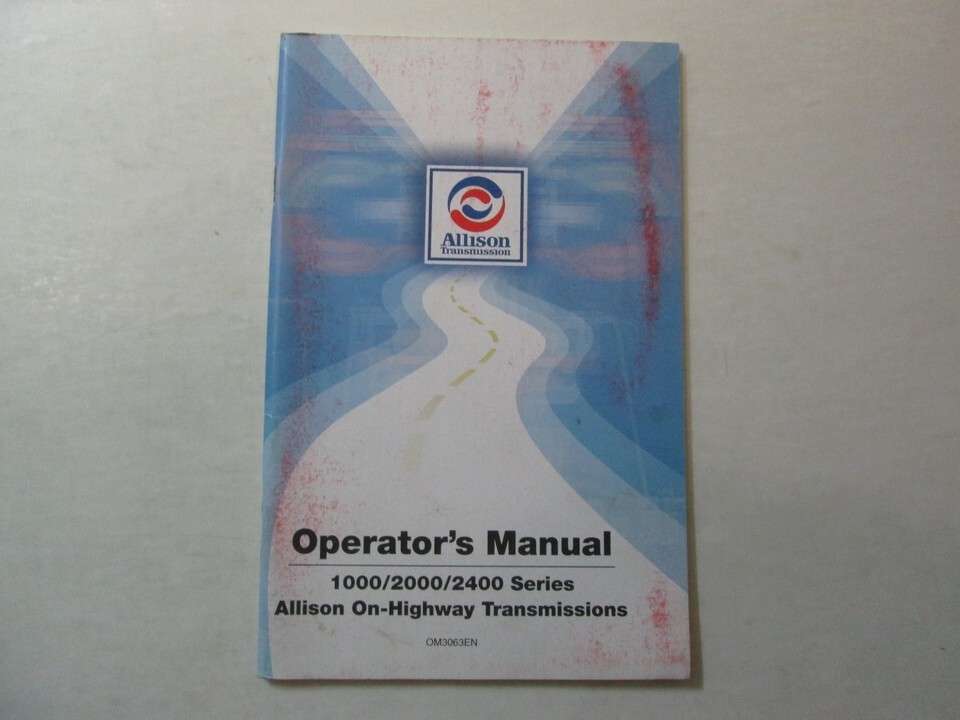 Allison
Transmission
Operator's Manual
1000/2000/2400 Series
Allison On-Highway Transmissions
OM3063EN